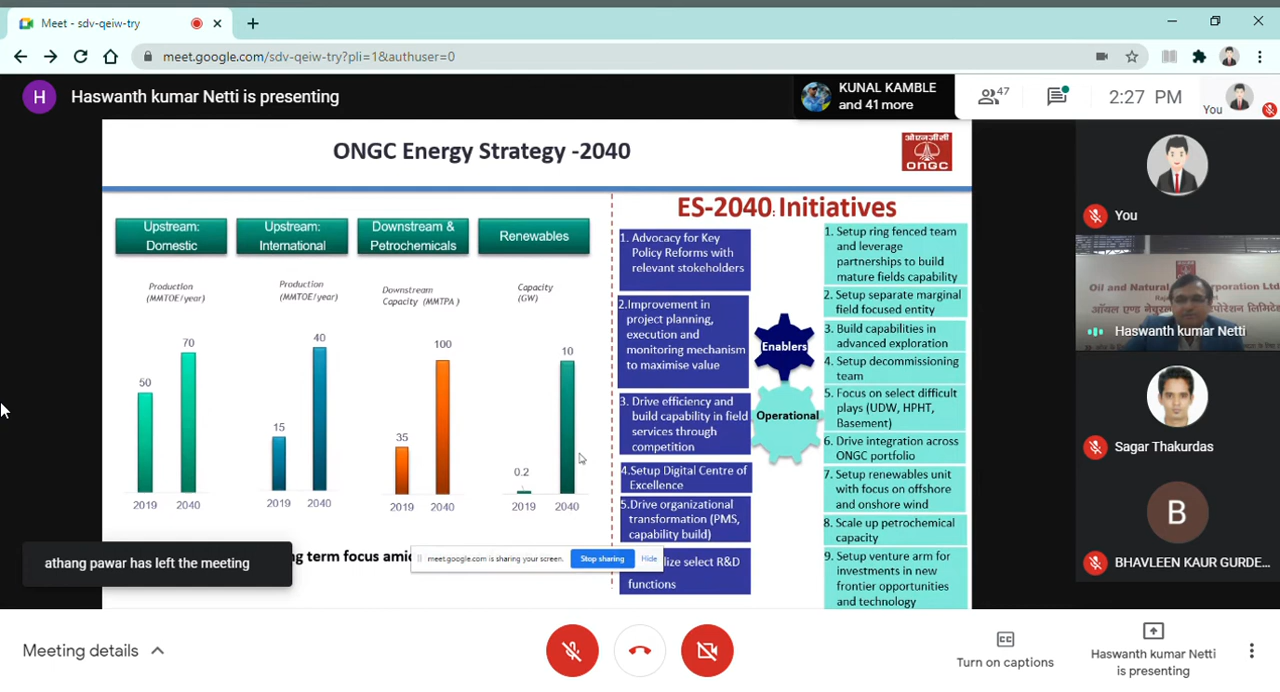 Meet - sdv-qeiw-try
meet.google.com/sdv-qeiw-try?pli=1&authuser=0
H
Haswanth kumar Netti is presenting
KUNAL KAMBLE
and 41 more
47
2:27 PM
You
ONGC Energy Strategy -2040
ओएनजीसी
ONGC
Upstream:
Domestic
Upstream:
International
Downstream &
Petrochemicals
Renewables
Production
(MMTOE/year)
Production
(MMTOE/year)
Downstream
Capacity (MMTPA )
Capacity
(GW)
50
70
2019
2040
15
40
2019
2040
35
100
2019
2040
0.2
10
2019
2040
ng term focus amid
ES-2040: Initiatives
1. Advocacy for Key
Policy Reforms with
relevant stokeholders
2.Improvement in
project planning,
execution and
monitoring mechanism
to maximise value
3. Drive efficiency and
build capability in field
services through
competition
4.Setup Digital Centre of
Excellence
5.Drive organizational
transformation (PMS,
capability build)
lize select R&D
functions
Enablers
Operational
1. Setup ring fenced team
and leverage
partnerships to build
mature fields capability
2. Setup separate marginal
field focused entity
3. Build capabilities in
advanced exploration
4. Setup decommissioning
team
5. Focus on select difficult
plays (UDW, HPHT,
Basement)
6. Drive integration across
ONGC portfolio
7. Setup renewables unit
with focus on offshore
and onshore wind
8. Scale up petrochemical
capacity
9. Setup venture arm for
investments in new
frontier opportunities
and technology
athang pawar has left the meeting
meet.google.com is sharing your screen.
Stop sharing
Hide
You
Oil and Natural
orporation Ltd
Haswanth kumar Netti
Sagar Thakurdas
B
BHAVLEEN KAUR GURDE...
Meeting details
Turn on captions
Haswanth kumar Netti
is presenting